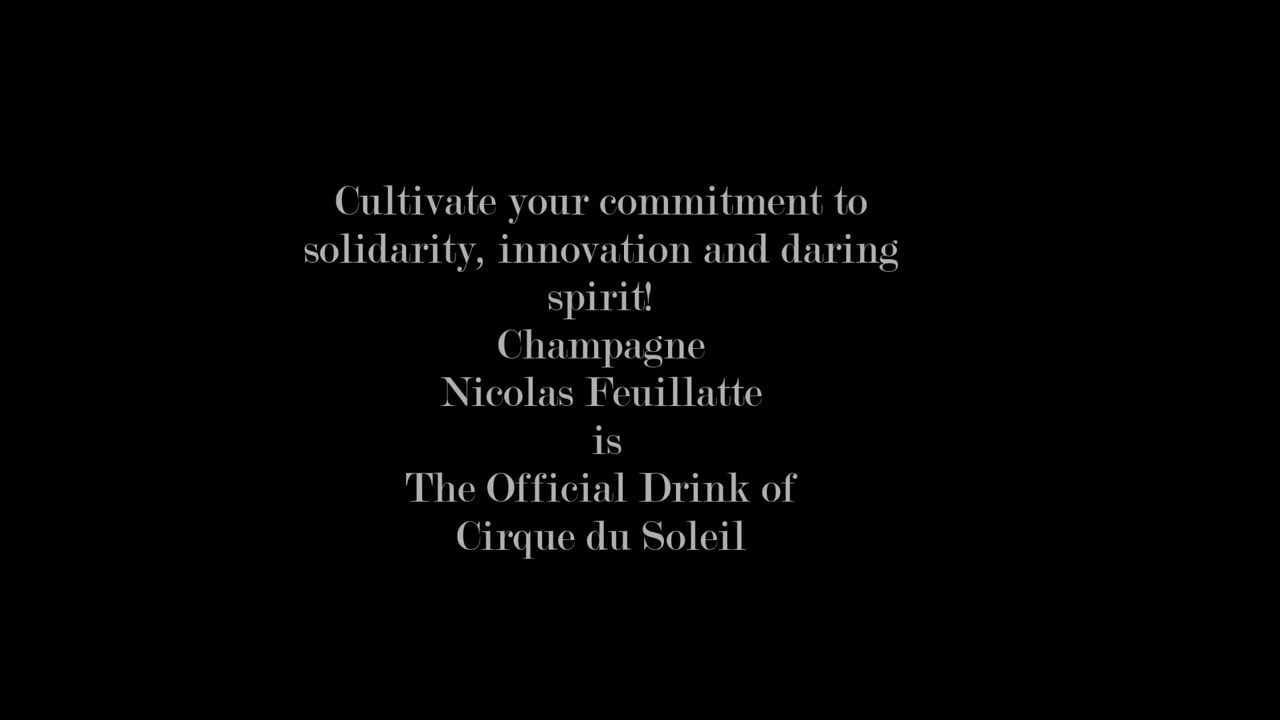 Cultivate your commitment to
solidarity, innovation and daring
spirit!
Champagne
Nicolas Feuillatte
is
The Official Drink of
Cirque du Soleil